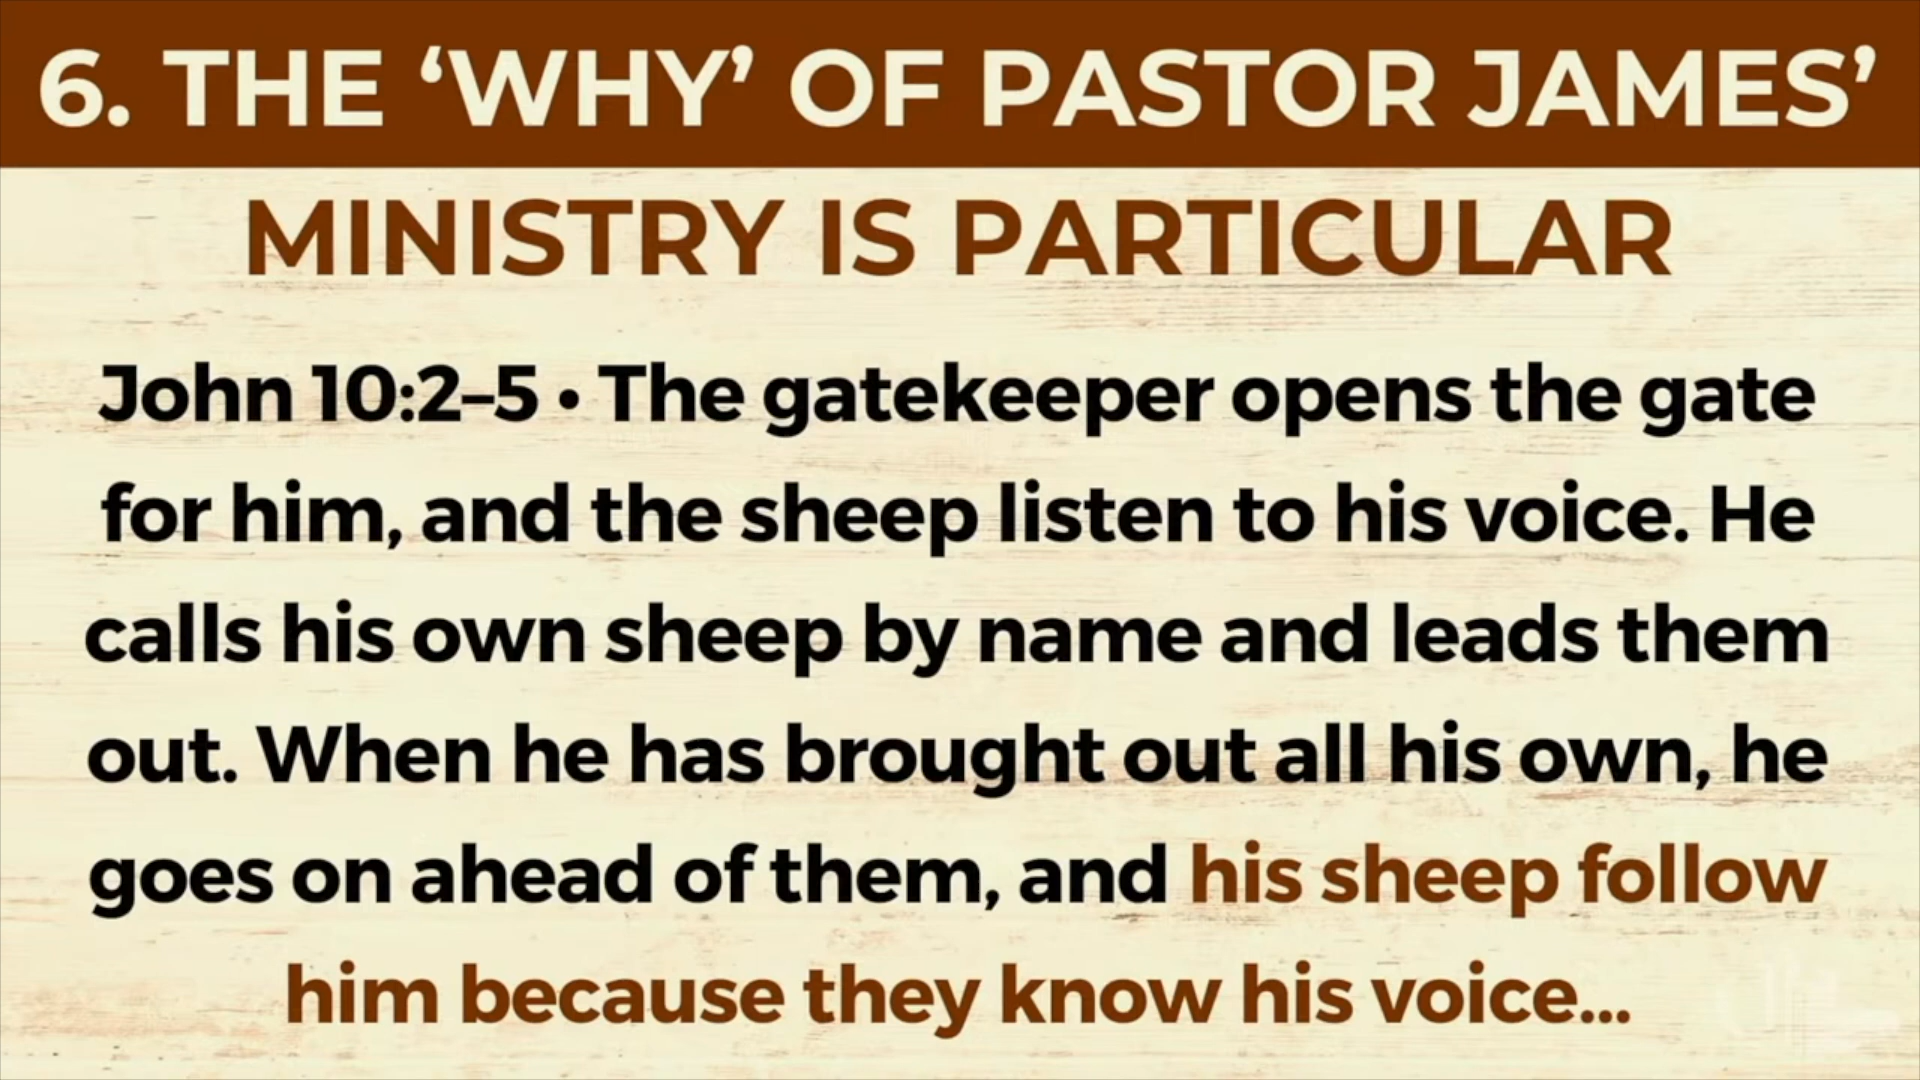 6. THE ‘WHY’ OF PASTOR JAMES’
MINISTRY IS PARTICULAR
John 10:2–5 • The gatekeeper opens the gate
for him, and the sheep listen to his voice. He
calls his own sheep by name and leads them
out. When he has brought out all his own, he
goes on ahead of them, and his sheep follow
him because they know his voice...